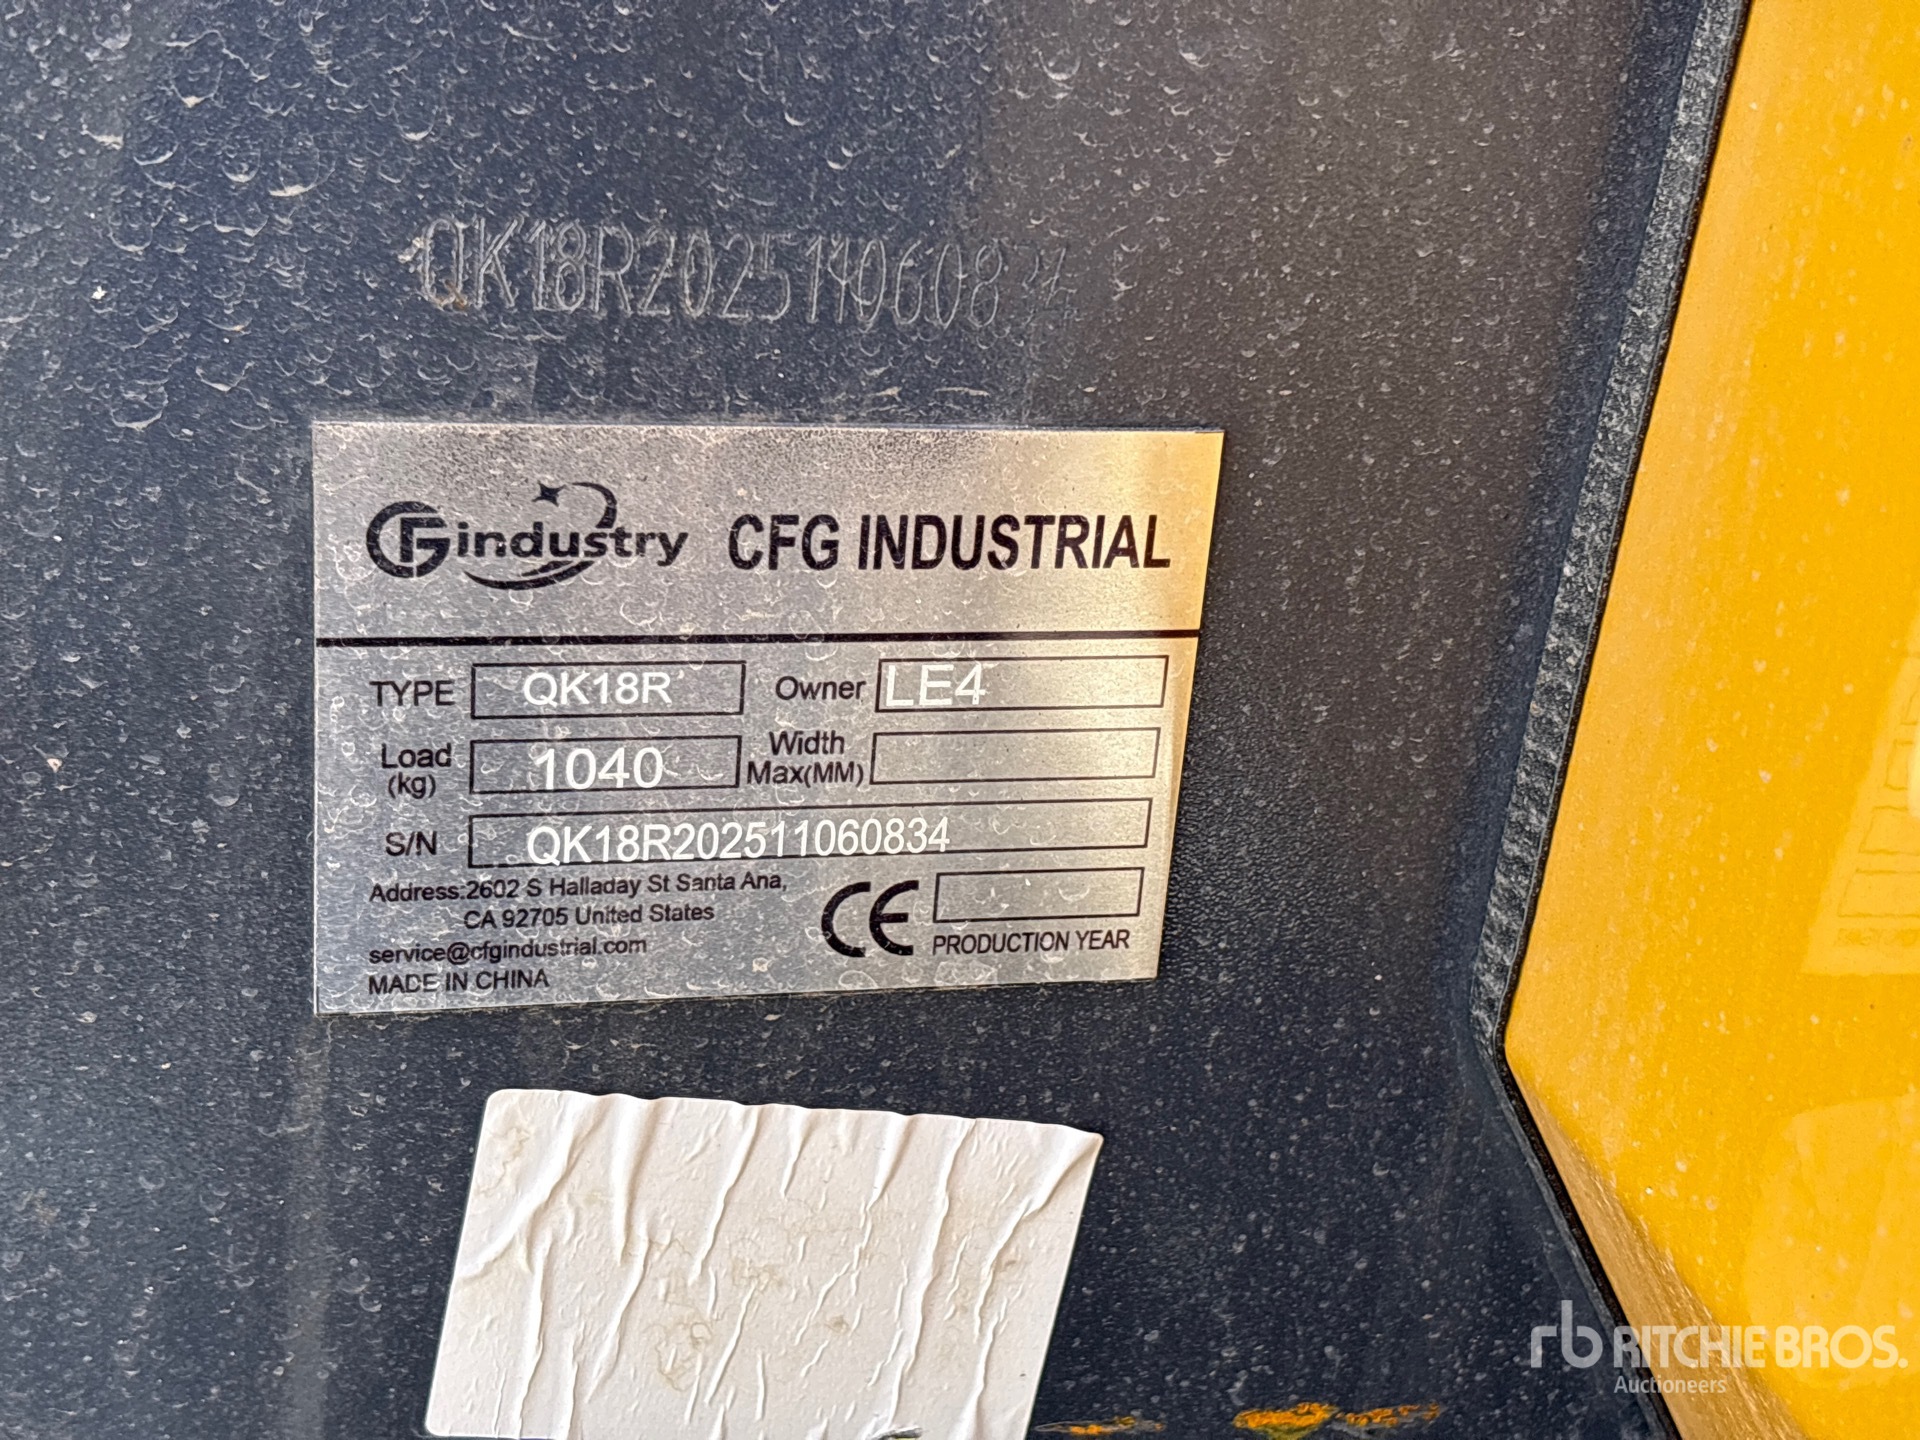 QK18R202511060834
CFGindustry CFG INDUSTRIAL
TYPE QK18R Owner LE4
Load (kg) 1040 Width Max(MM)
S/N QK18R202511060834
Address:2602 S Halladay St Santa Ana,
CA 92705 United States
service@cfgindustrial.com
MADE IN CHINA
CE
PRODUCTION YEAR
rb RITCHIE BROS.
Auctioneers